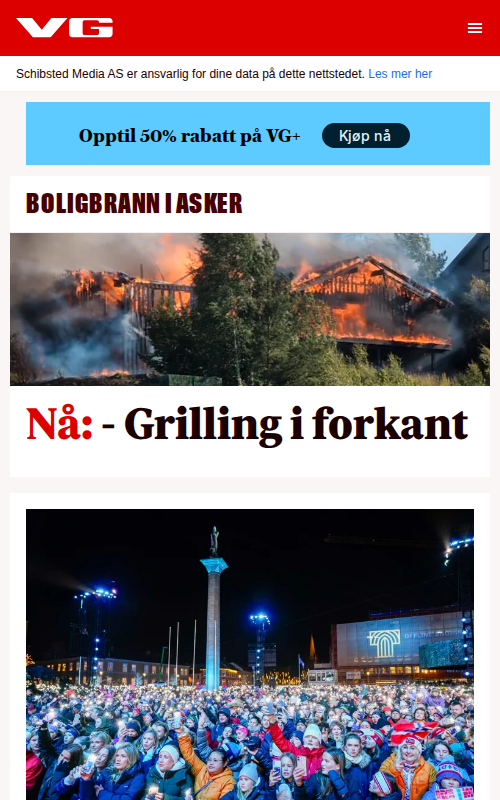 VG
Schibsted Media AS er ansvarlig for dine data på dette nettstedet. Les mer her
Opptil 50% rabatt på VG+ Kjøp nå
BOLIGBRANN I ASKER
Nå: - Grilling i forkant